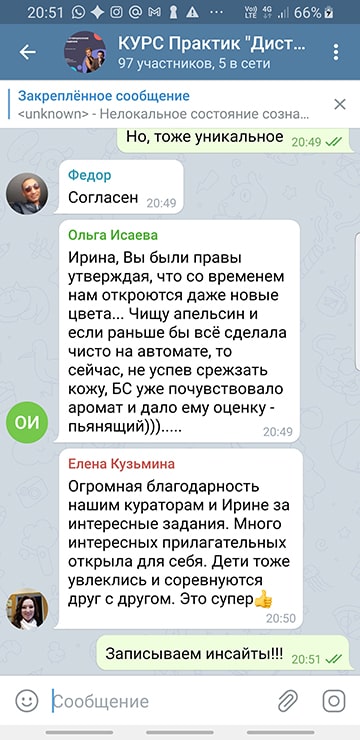 20:51
66%
КУРС Практик "Дист...
97 участников, 5 в сети
Закреплённое сообщение
<unknown> - Нелокальное состояние созна...
Но, тоже уникальное
20:49
Федор
Согласен
20:49
Ольга Исаева
Ирина, Вы были правы
утверждая, что со временем
нам откроются даже новые
цвета... Чищу апельсин и
если раньше бы всё сделала
чисто на автомате, то
сейчас, не успев срежзать
кожу, БС уже почувствовало
аромат и дало ему оценку -
пьянящий))).....
20:49
ОИ
Елена Кузьмина
Огромная благодарность
нашим кураторам и Ирине за
интересные задания. Много
интересных прилагательных
открыла для себя. Дети тоже
увлеклись и соревнуются
друг с другом. Это супер👍
20:50
Записываем инсайты!!!
20:51
Сообщение